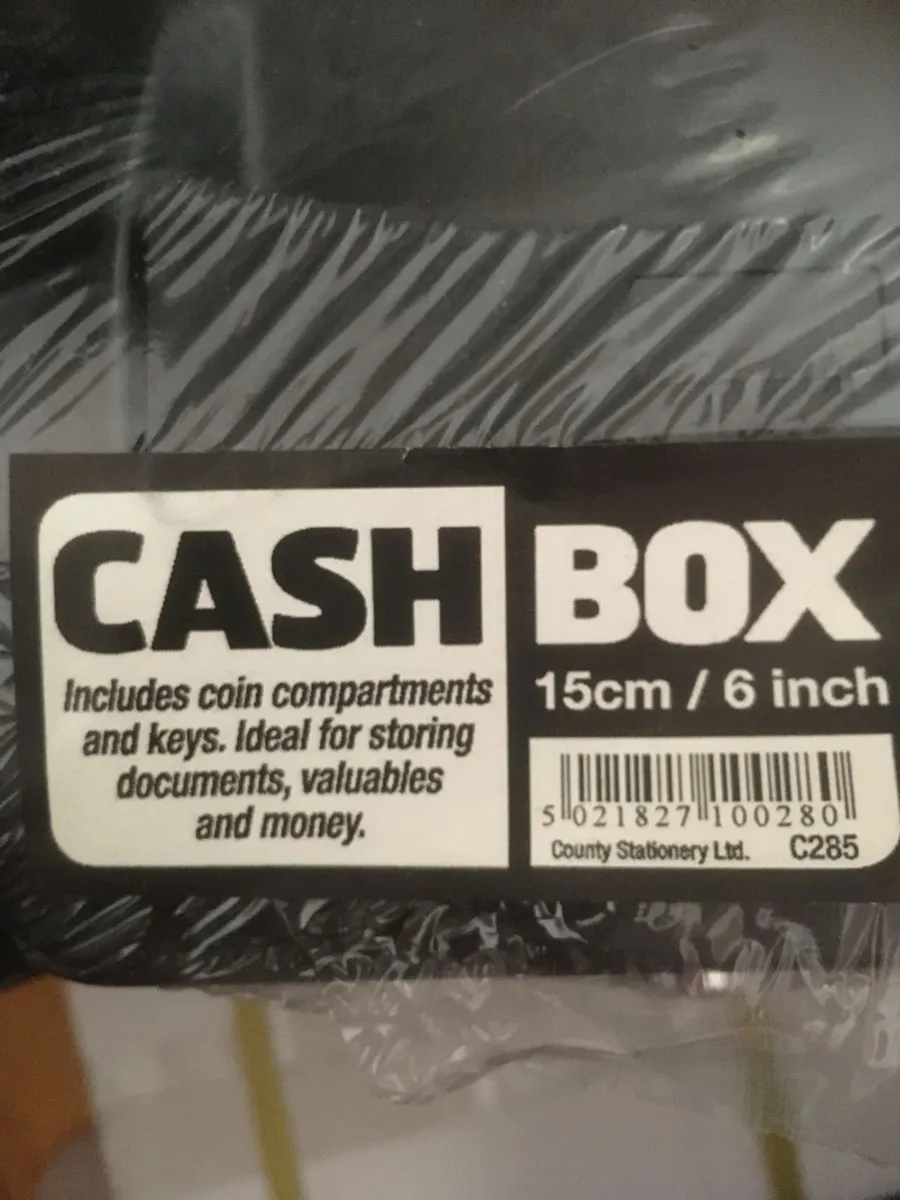 CASH BOX
Includes coin compartments
and keys. Ideal for storing
documents, valuables
and money.
15cm / 6 inch
5 021827 100280
County Stationery Ltd. C285